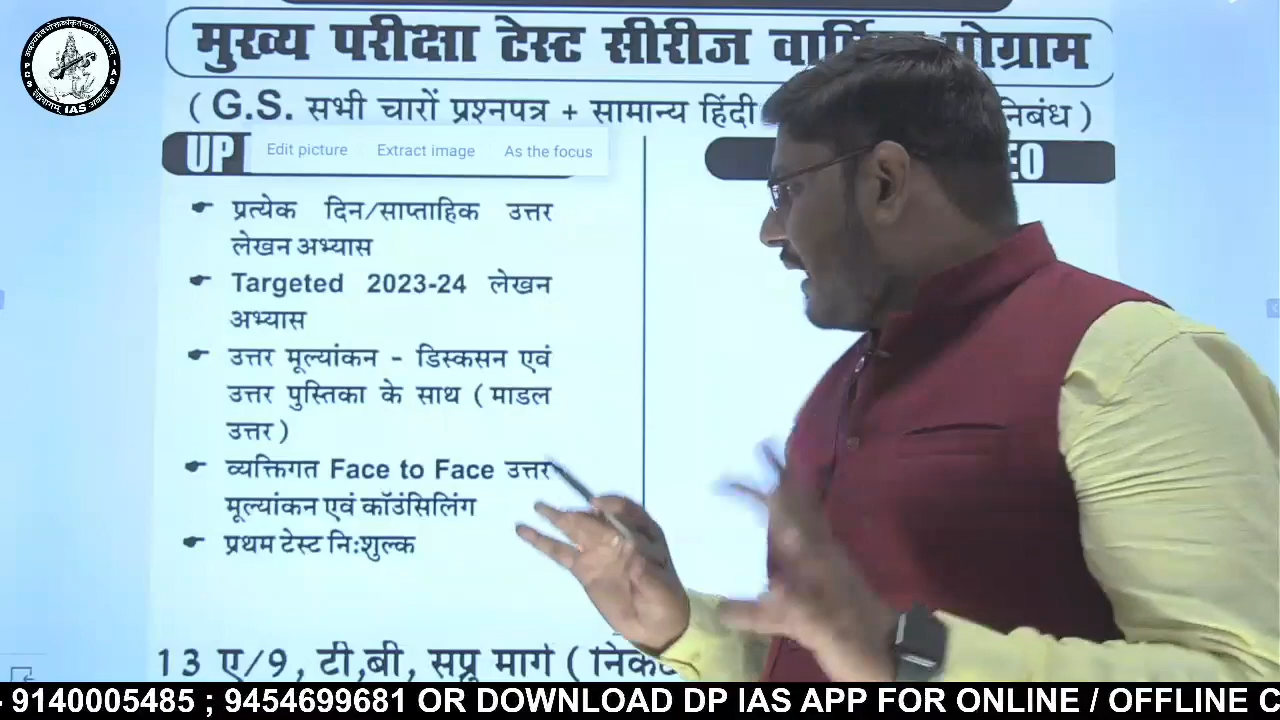 मुख्य परीक्षा टेस्ट सीरीज
( G.S. सभी चारों प्रश्नपत्र + सामान्य हिंदी निबंध )
UP
EO
Edit picture Extract image As the focus
प्रत्येक दिन/साप्ताहिक उत्तर
लेखन अभ्यास
Targeted 2023-24 लेखन
अभ्यास
उत्तर मूल्यांकन - डिस्कसन एवं
उत्तर पुस्तिका के साथ ( माडल
उत्तर )
व्यक्तिगत Face to Face उत्तर
मूल्यांकन एवं कॉउंसिलिंग
प्रथम टेस्ट निःशुल्क
13 ए/9, टी.बी. सप्रू मार्ग (
- 9140005485 ; 9454699681 OR DOWNLOAD DP IAS APP FOR ONLINE / OFFLINE C
PCS
IAS